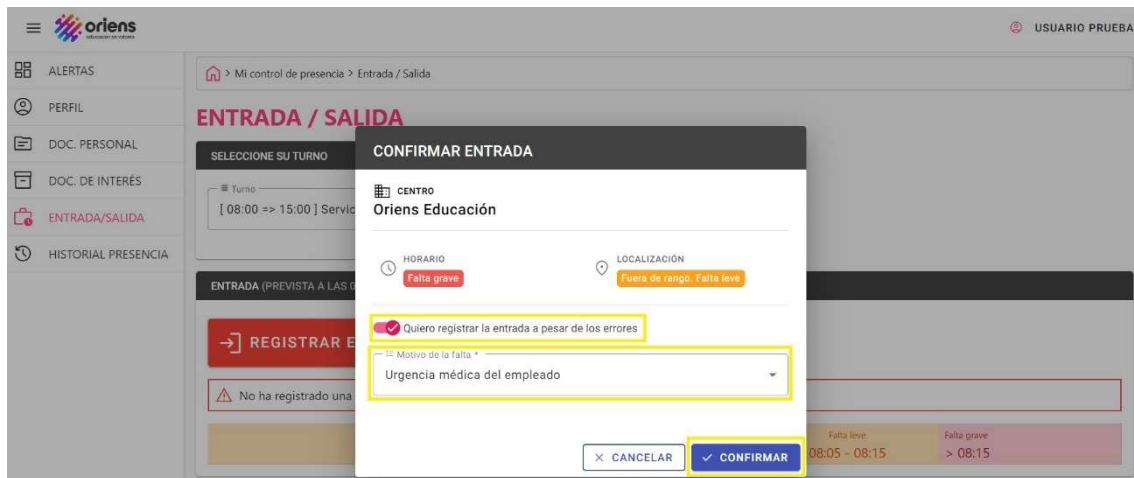 oriens
educación en valores
USUARIO PRUEBA
ALERTAS
PERFIL
DOC. PERSONAL
DOC. DE INTERÉS
ENTRADA/SALIDA
HISTORIAL PRESENCIA
> Mi control de presencia > Entrada / Salida
ENTRADA / SALIDA
SELECCIONE SU TURNO
Turno
[ 08:00 => 15:00 ] Servic
ENTRADA (PREVISTA A LAS 0
REGISTRAR E
No ha registrado una
Falta leve
08:05 - 08:15
Falta grave
> 08:15
CONFIRMAR ENTRADA
CENTRO
Oriens Educación
HORARIO
Falta grave
LOCALIZACIÓN
Fuera de rango. Falta leve
Quiero registrar la entrada a pesar de los errores
Motivo de la falta *
Urgencia médica del empleado
CANCELAR
CONFIRMAR